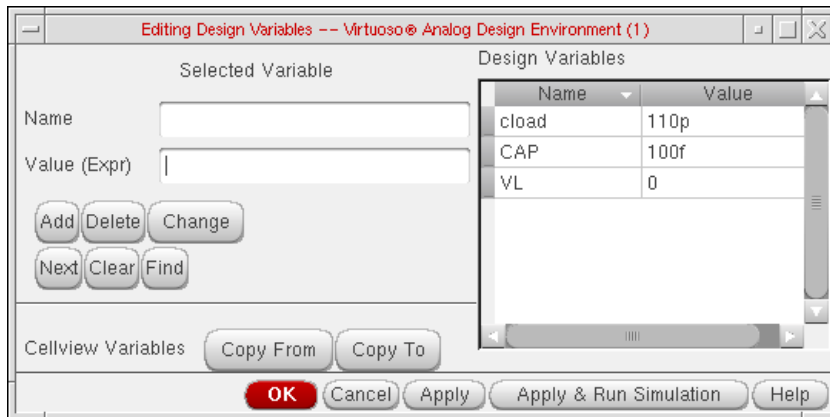 Editing Design Variables -- Virtuoso® Analog Design Environment (1)
Selected Variable
Name
Value (Expr)
Add Delete Change
Next Clear Find
Cellview Variables Copy From Copy To
Design Variables
Name Value
cload 110p
CAP 100f
VL 0
OK Cancel Apply Apply & Run Simulation Help